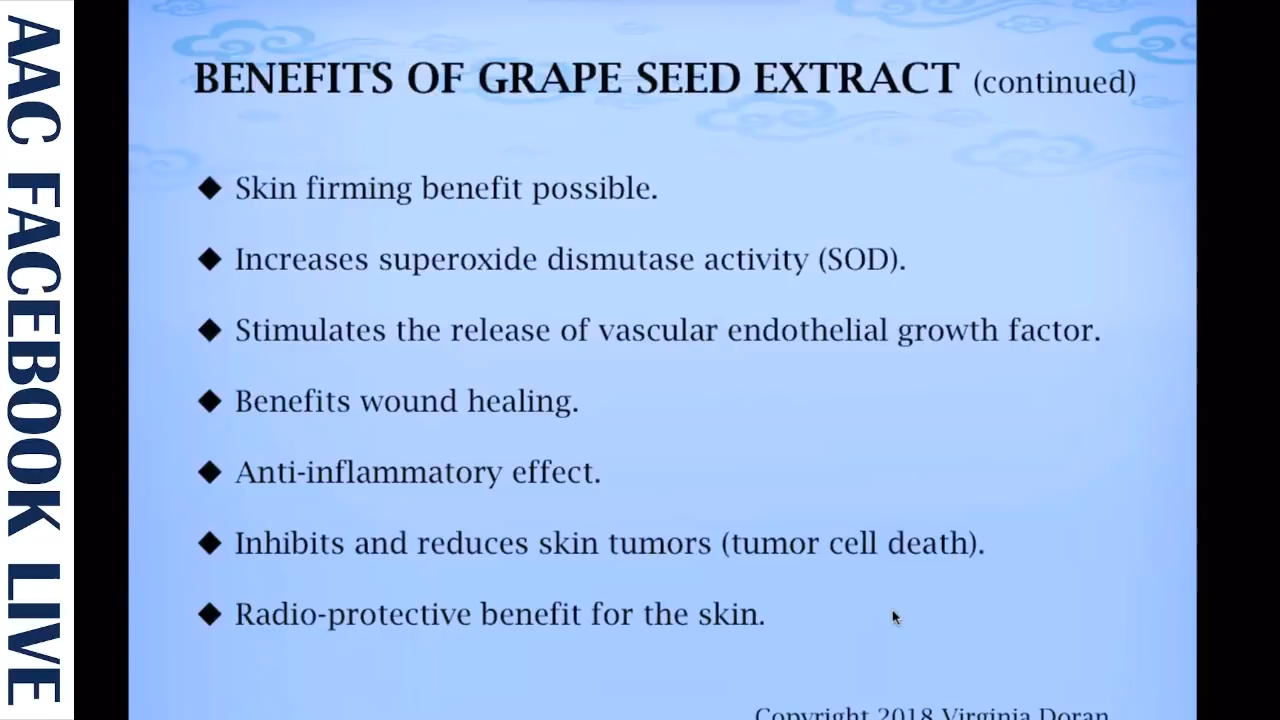 AAC FACEBOOK LIVE
BENEFITS OF GRAPE SEED EXTRACT (continued)
◆ Skin firming benefit possible.
◆ Increases superoxide dismutase activity (SOD).
◆ Stimulates the release of vascular endothelial growth factor.
◆ Benefits wound healing.
◆ Anti-inflammatory effect.
◆ Inhibits and reduces skin tumors (tumor cell death).
◆ Radio-protective benefit for the skin.
Copyright 2018 Virginia Doran